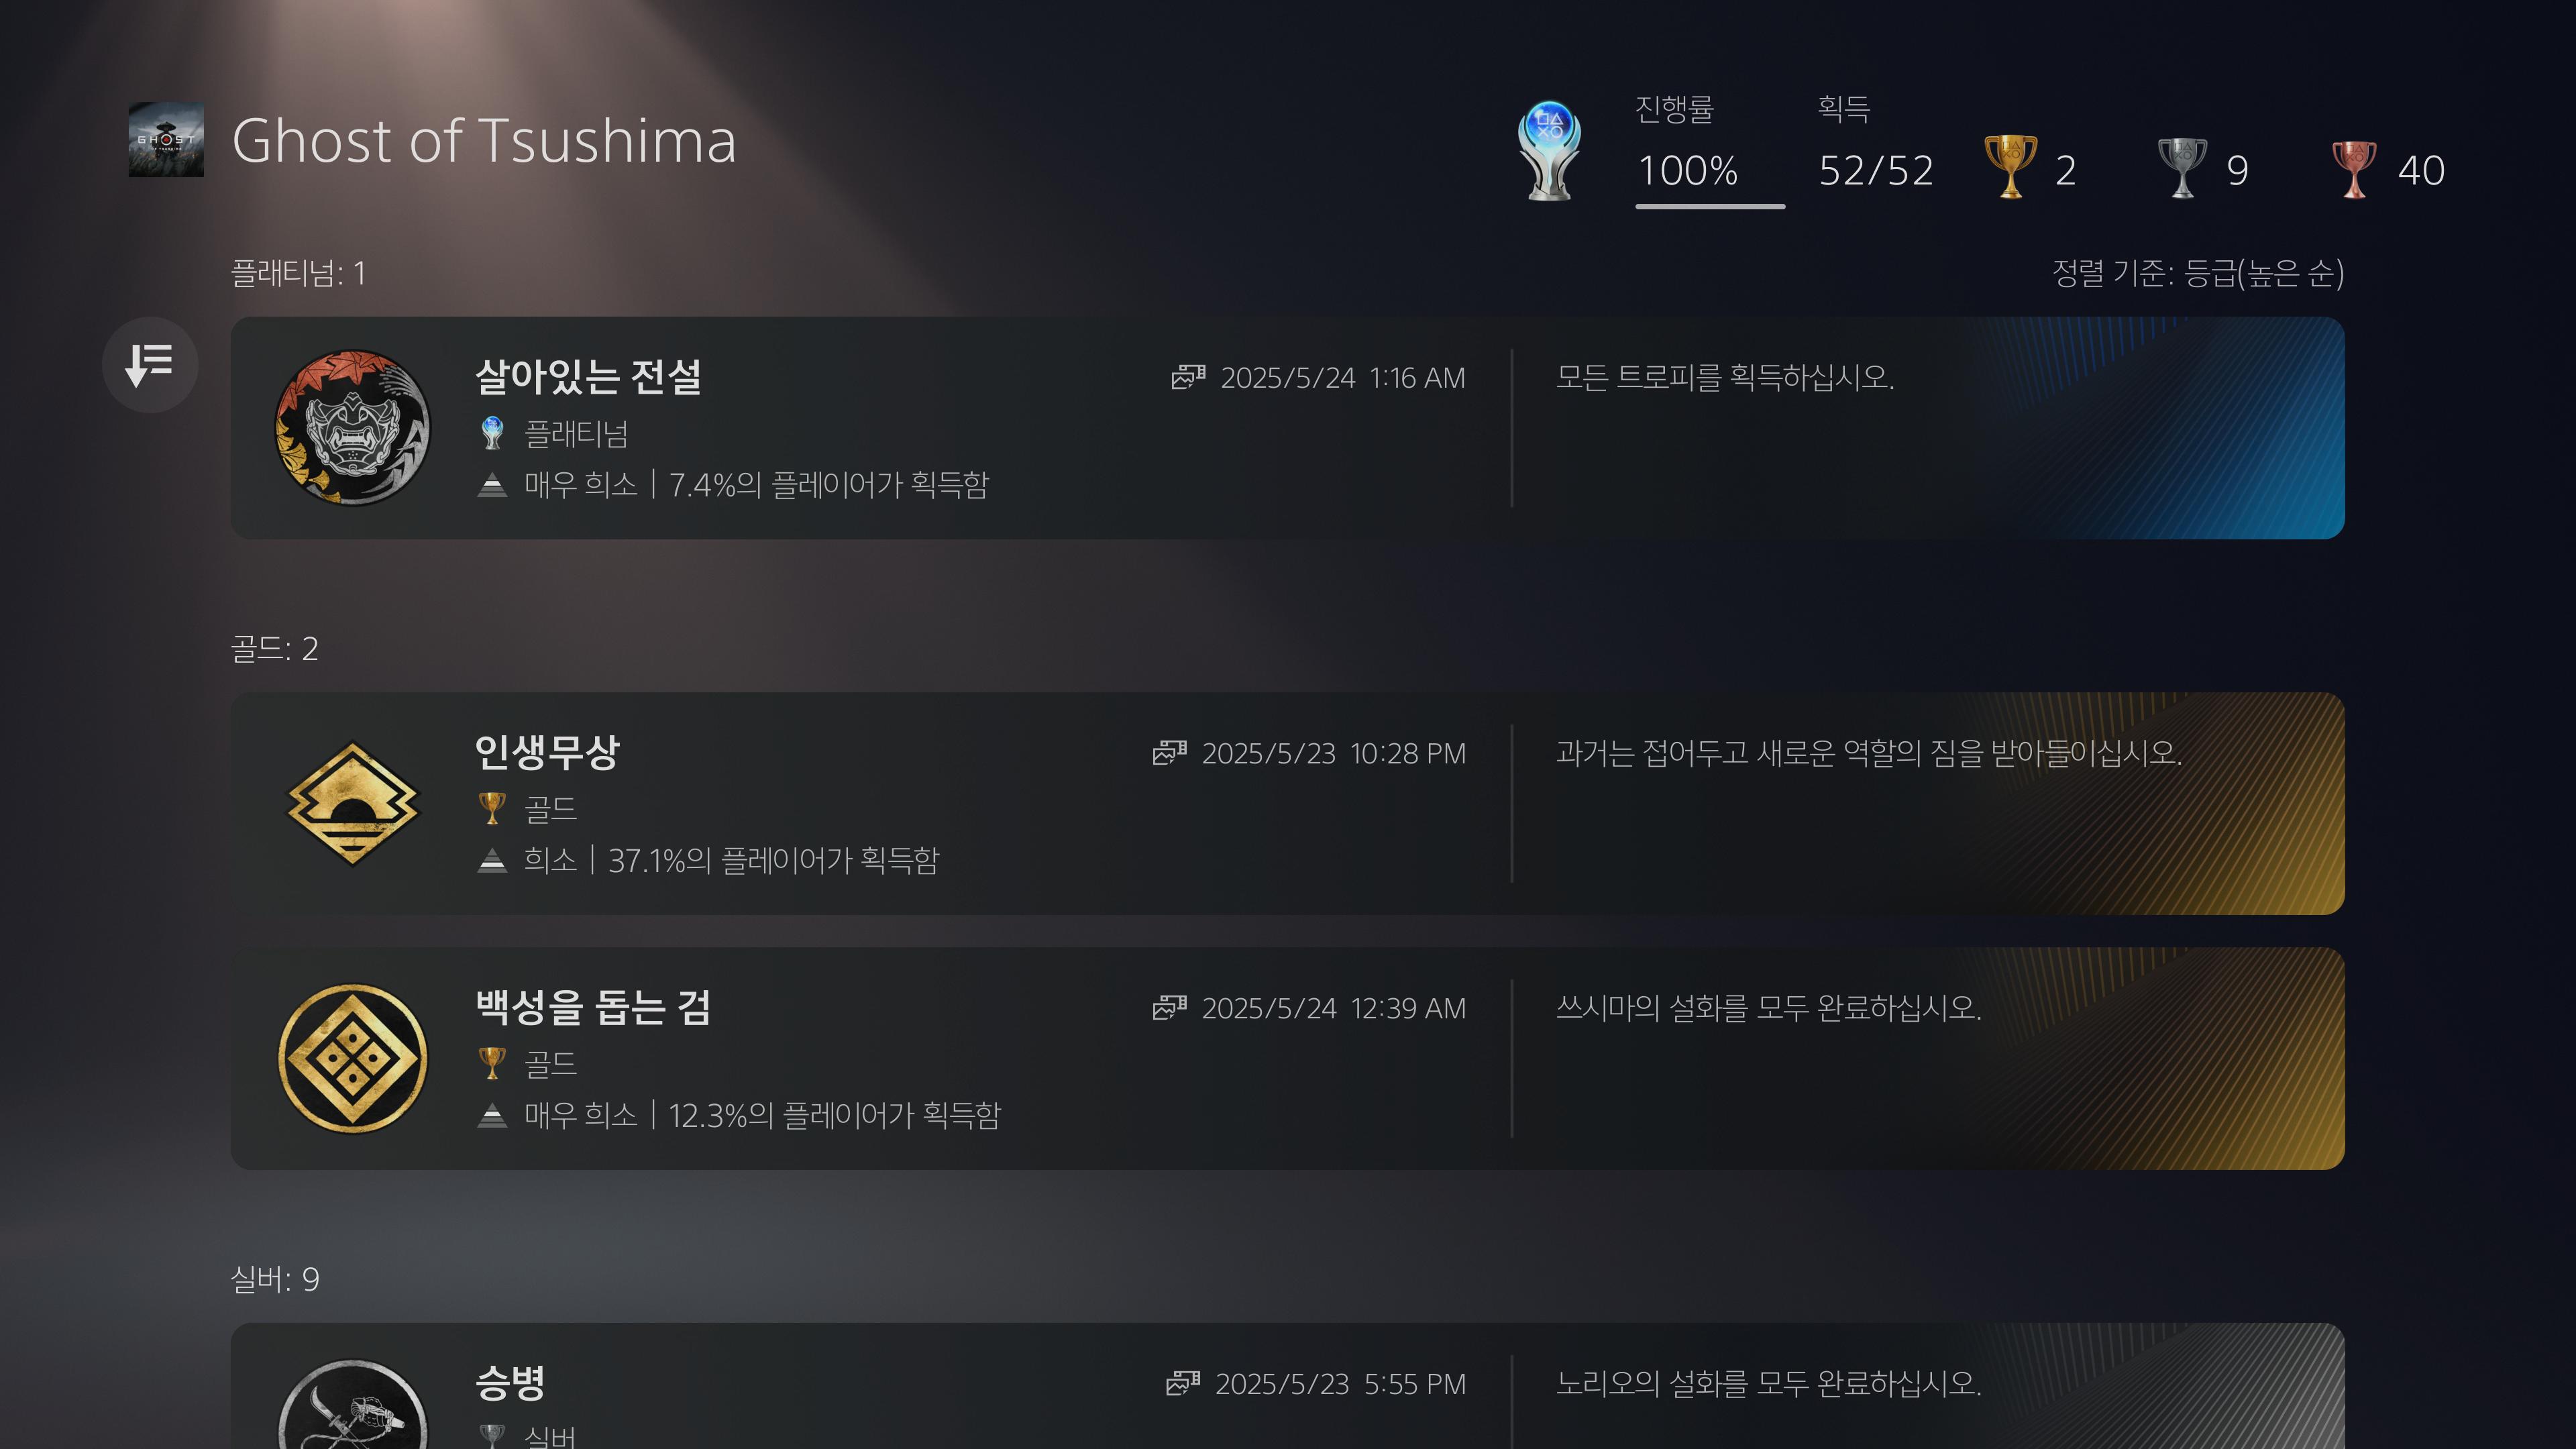 GHOST
OF TSUSHIMA
Ghost of Tsushima
진행률
획득
100%
52/52
2
9
40
플래티넘: 1
정렬 기준: 등급(높은 순)
살아있는 전설
2025/5/24 1:16 AM
모든 트로피를 획득하십시오.
플래티넘
매우 희소 | 7.4%의 플레이어가 획득함
골드: 2
인생무상
2025/5/23 10:28 PM
과거는 접어두고 새로운 역할의 짐을 받아들이십시오.
골드
희소 | 37.1%의 플레이어가 획득함
백성을 돕는 검
2025/5/24 12:39 AM
쓰시마의 설화를 모두 완료하십시오.
골드
매우 희소 | 12.3%의 플레이어가 획득함
실버: 9
승병
2025/5/23 5:55 PM
노리오의 설화를 모두 완료하십시오.
실버